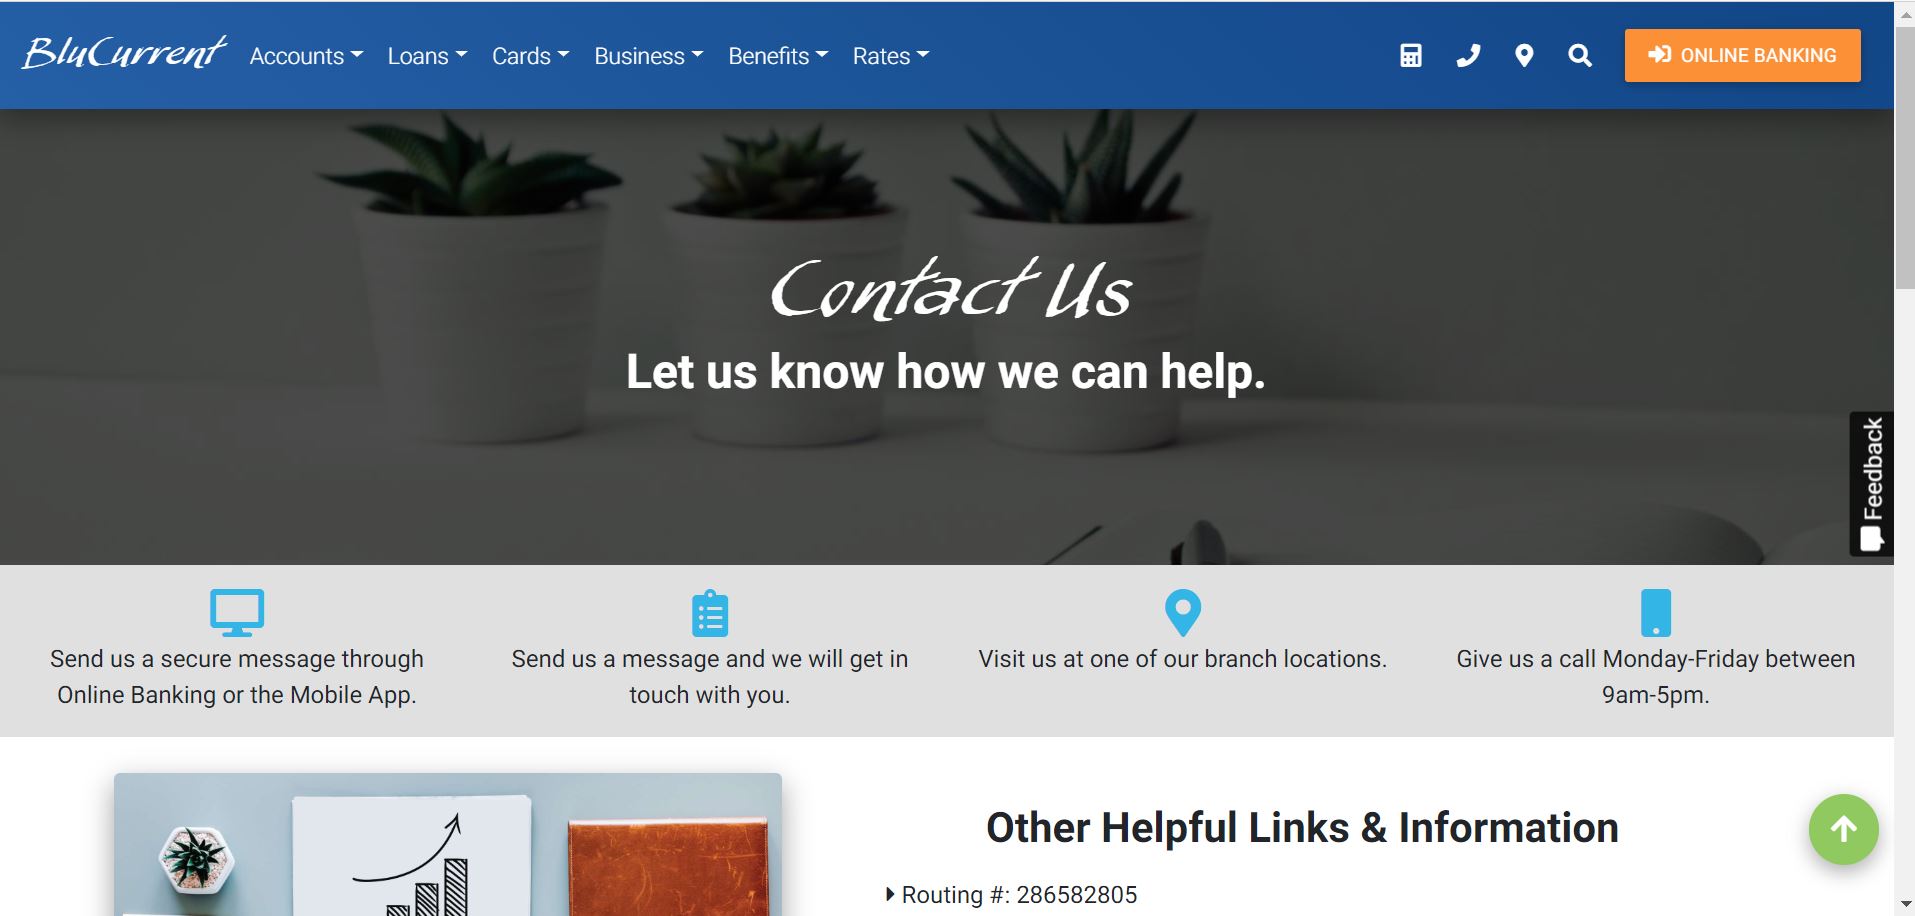 BluCurrent
Accounts
Loans
Cards
Business
Benefits
Rates
ONLINE BANKING
Contact Us
Let us know how we can help.
Feedback
Send us a secure message through
Online Banking or the Mobile App.
Send us a message and we will get in
touch with you.
Visit us at one of our branch locations.
Give us a call Monday-Friday between
9am-5pm.
Other Helpful Links & Information
Routing #: 286582805